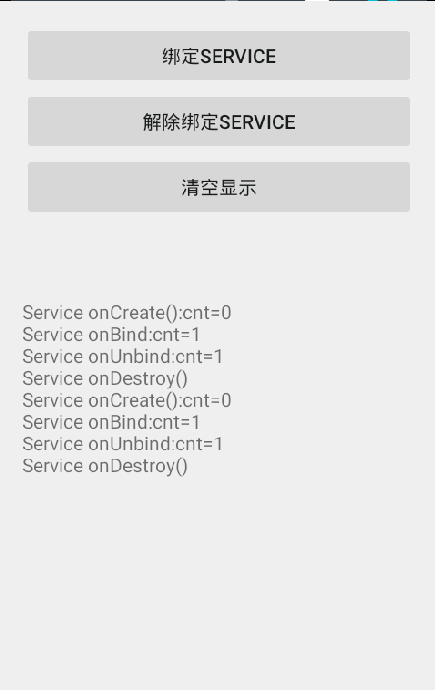 绑定SERVICE
解除绑定SERVICE
清空显示
Service onCreate():cnt=0
Service onBind:cnt=1
Service onUnbind:cnt=1
Service onDestroy()
Service onCreate():cnt=0
Service onBind:cnt=1
Service onUnbind:cnt=1
Service onDestroy()